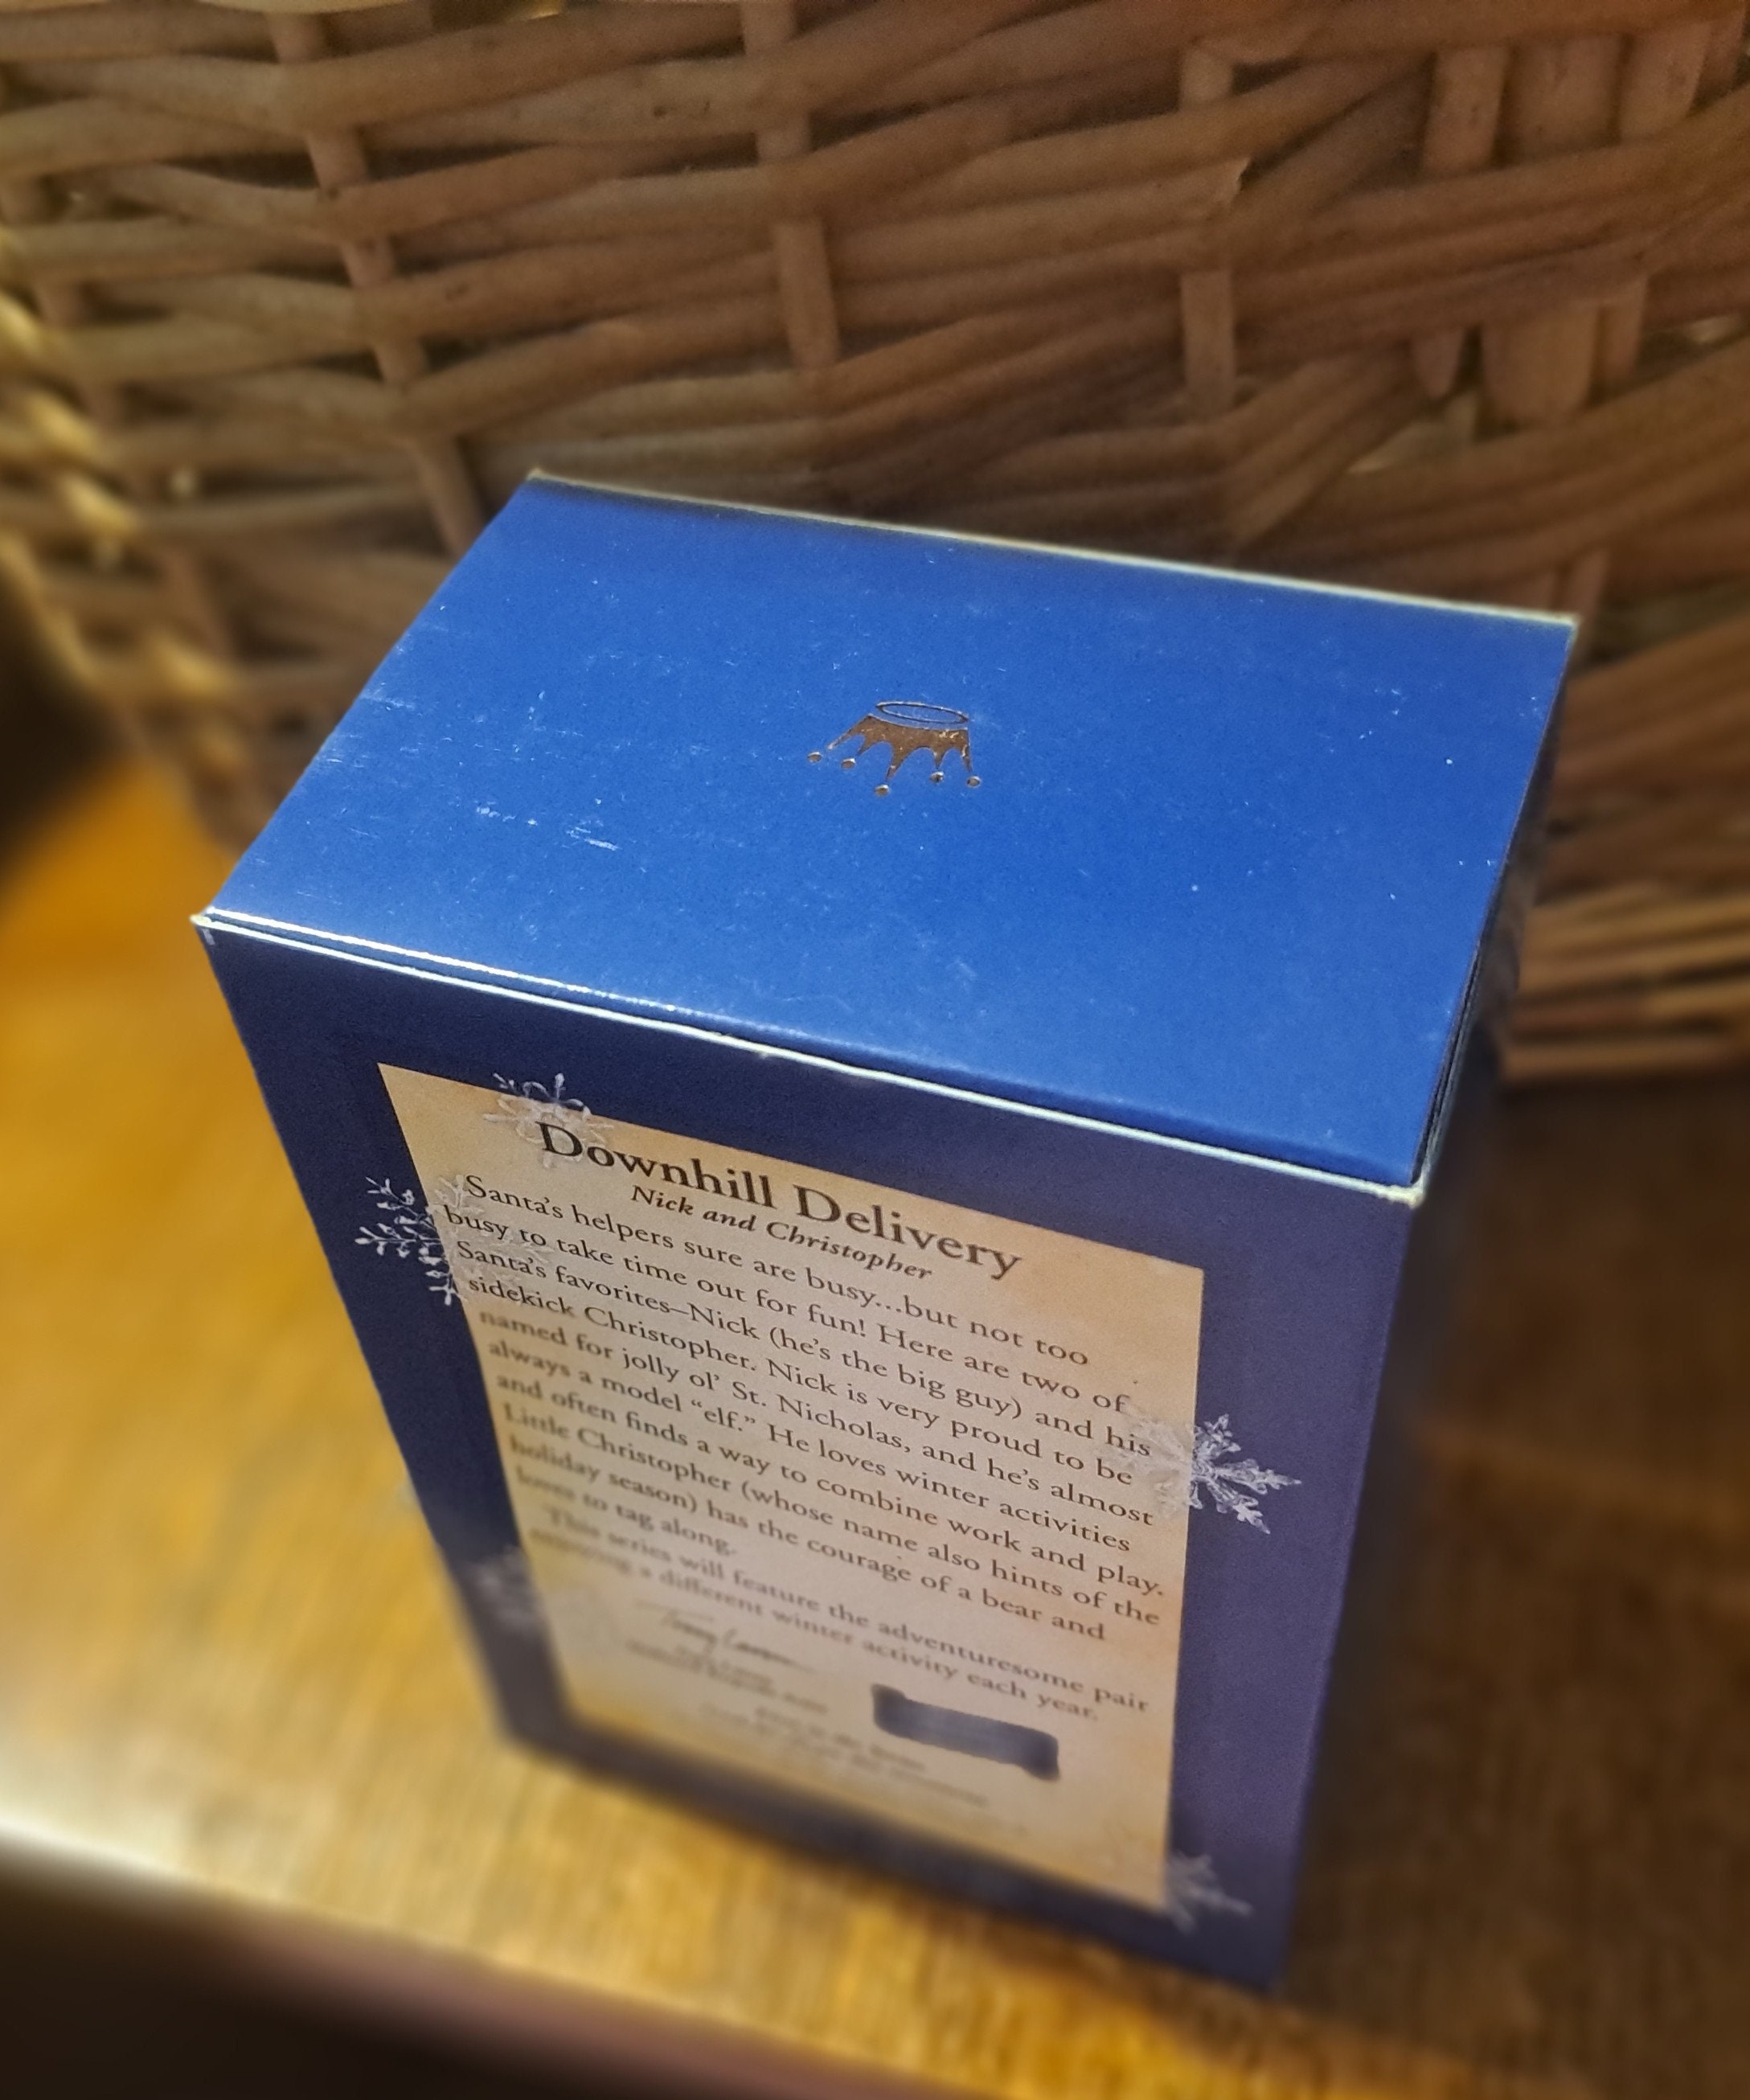 Downhill Delivery
Nick and Christopher
Santa's helpers sure are busy...but not too
busy to take time out for fun! Here are two of
Santa's favorites–Nick (he's the big guy) and his
sidekick Christopher. Nick is very proud to be
named for jolly ol' St. Nicholas, and he's almost
always a model "elf." He loves winter activities
and often finds a way to combine work and play.
Little Christopher (whose name also hints of the
holiday season) has the courage of a bear and
loves to tag along.
This series will feature the adventuresome pair
enjoying a different winter activity each year.